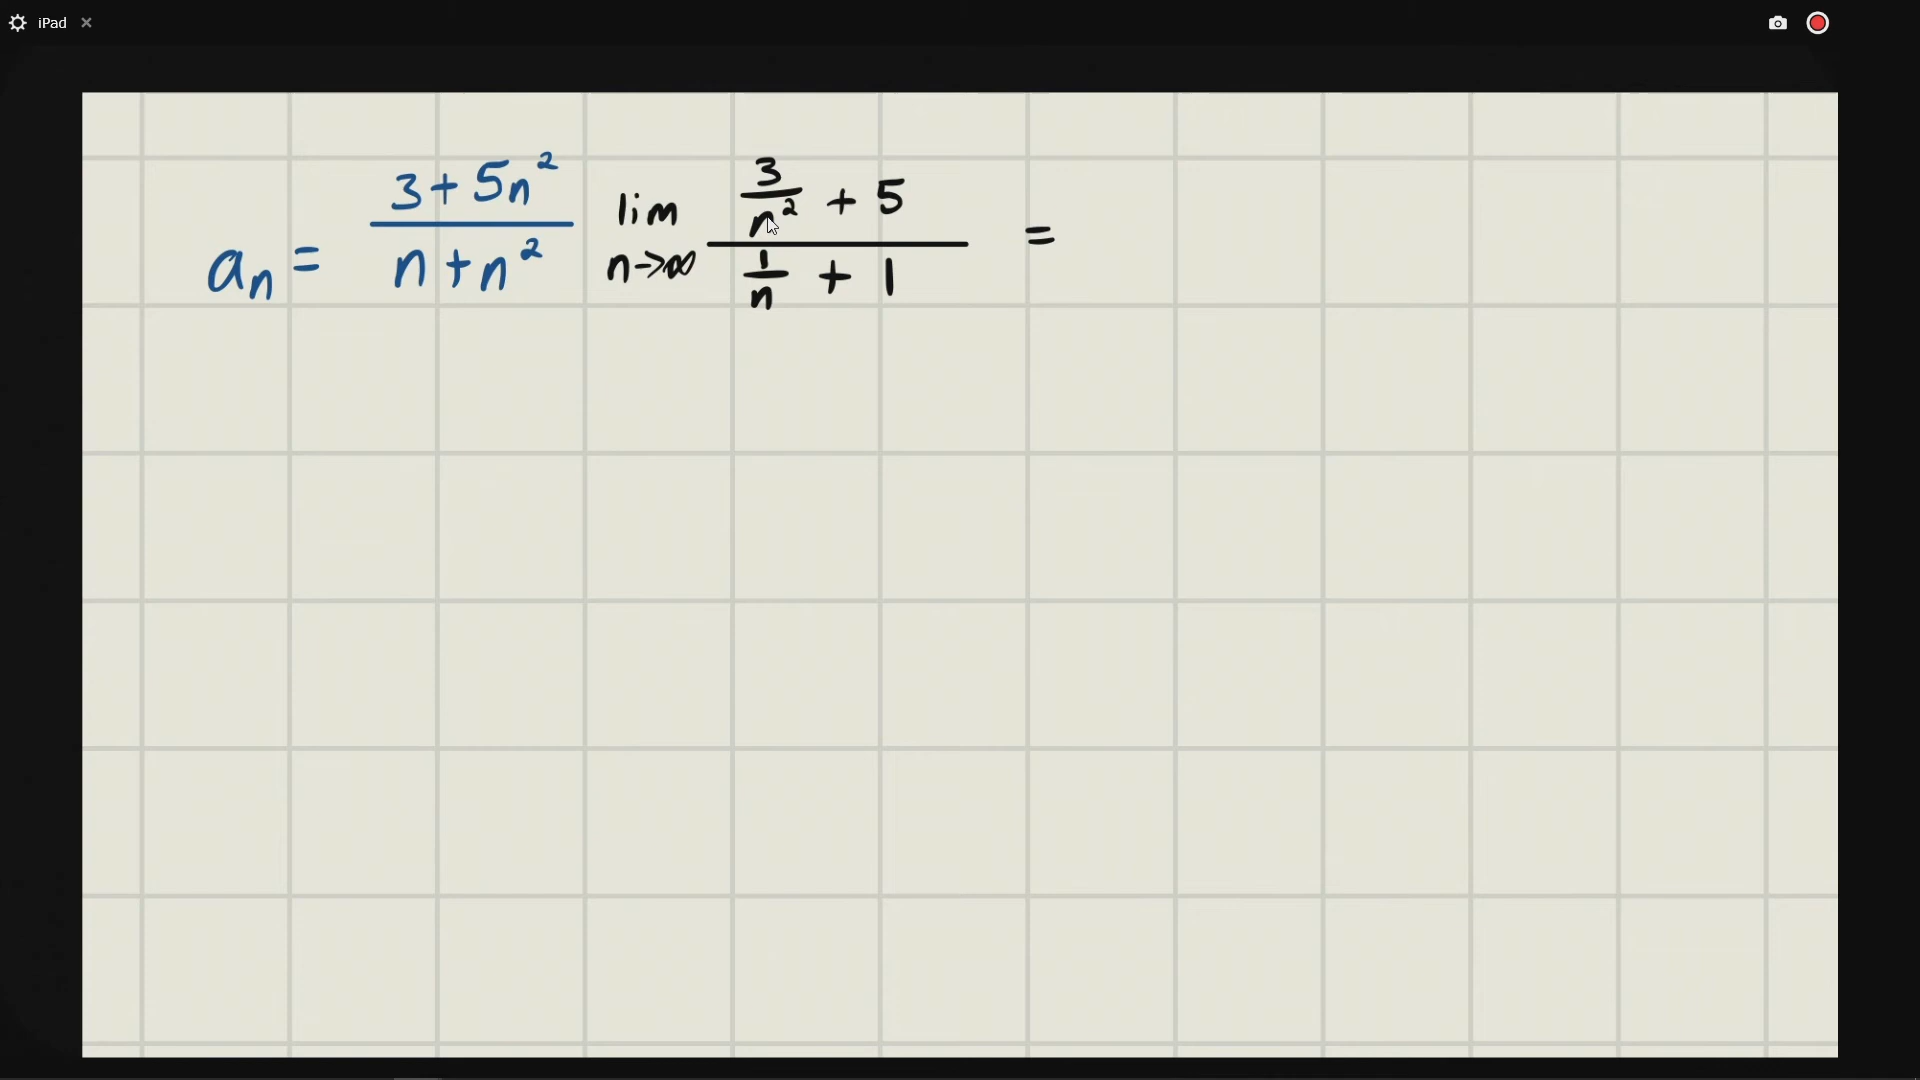 iPad
aₙ = (3 + 5n²)/(n + n²) lim n→∞ (3/n² + 5)/(1/n + 1) =